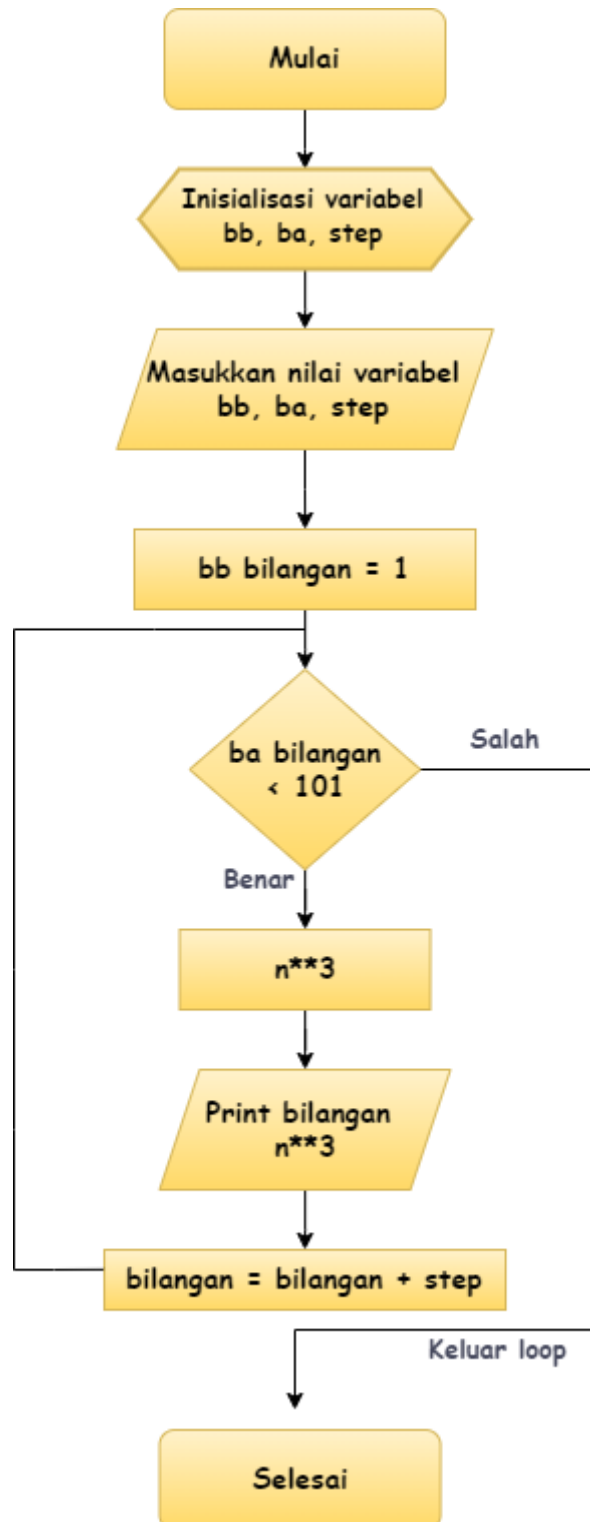 Mulai
Inisialisasi variabel
bb, ba, step
Masukkan nilai variabel
bb, ba, step
bb bilangan = 1
ba bilangan
< 101
Salah
Benar
n**3
Print bilangan
n**3
bilangan = bilangan + step
Keluar loop
Selesai